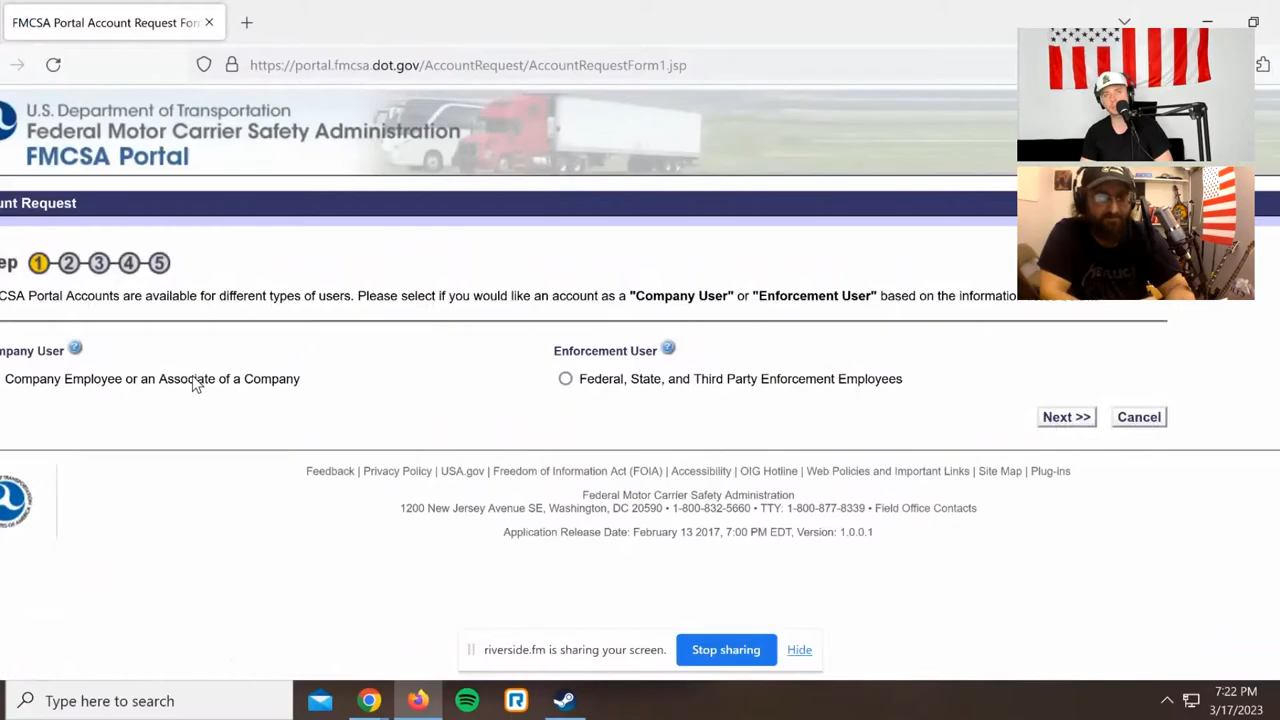 FMCSA Portal Account Request For
https://portal.fmcsa.dot.gov/AccountRequest/AccountRequestForm1.jsp
U.S. Department of Transportation
Federal Motor Carrier Safety Administration
FMCSA Portal
unt Request
ep 1 2 3 4 5
CSA Portal Accounts are available for different types of users. Please select if you would like an account as a "Company User" or "Enforcement User" based on the informatio
mpany User
Enforcement User
Company Employee or an Associate of a Company
Federal, State, and Third Party Enforcement Employees
Next >> Cancel
Feedback | Privacy Policy | USA.gov | Freedom of Information Act (FOIA) | Accessibility | OIG Hotline | Web Policies and Important Links | Site Map | Plug-ins
Federal Motor Carrier Safety Administration
1200 New Jersey Avenue SE, Washington, DC 20590 • 1-800-832-5660 • TTY: 1-800-877-8339 • Field Office Contacts
Application Release Date: February 13 2017, 7:00 PM EDT, Version: 1.0.0.1
riverside.fm is sharing your screen. Stop sharing Hide
Type here to search
7:22 PM
3/17/2023